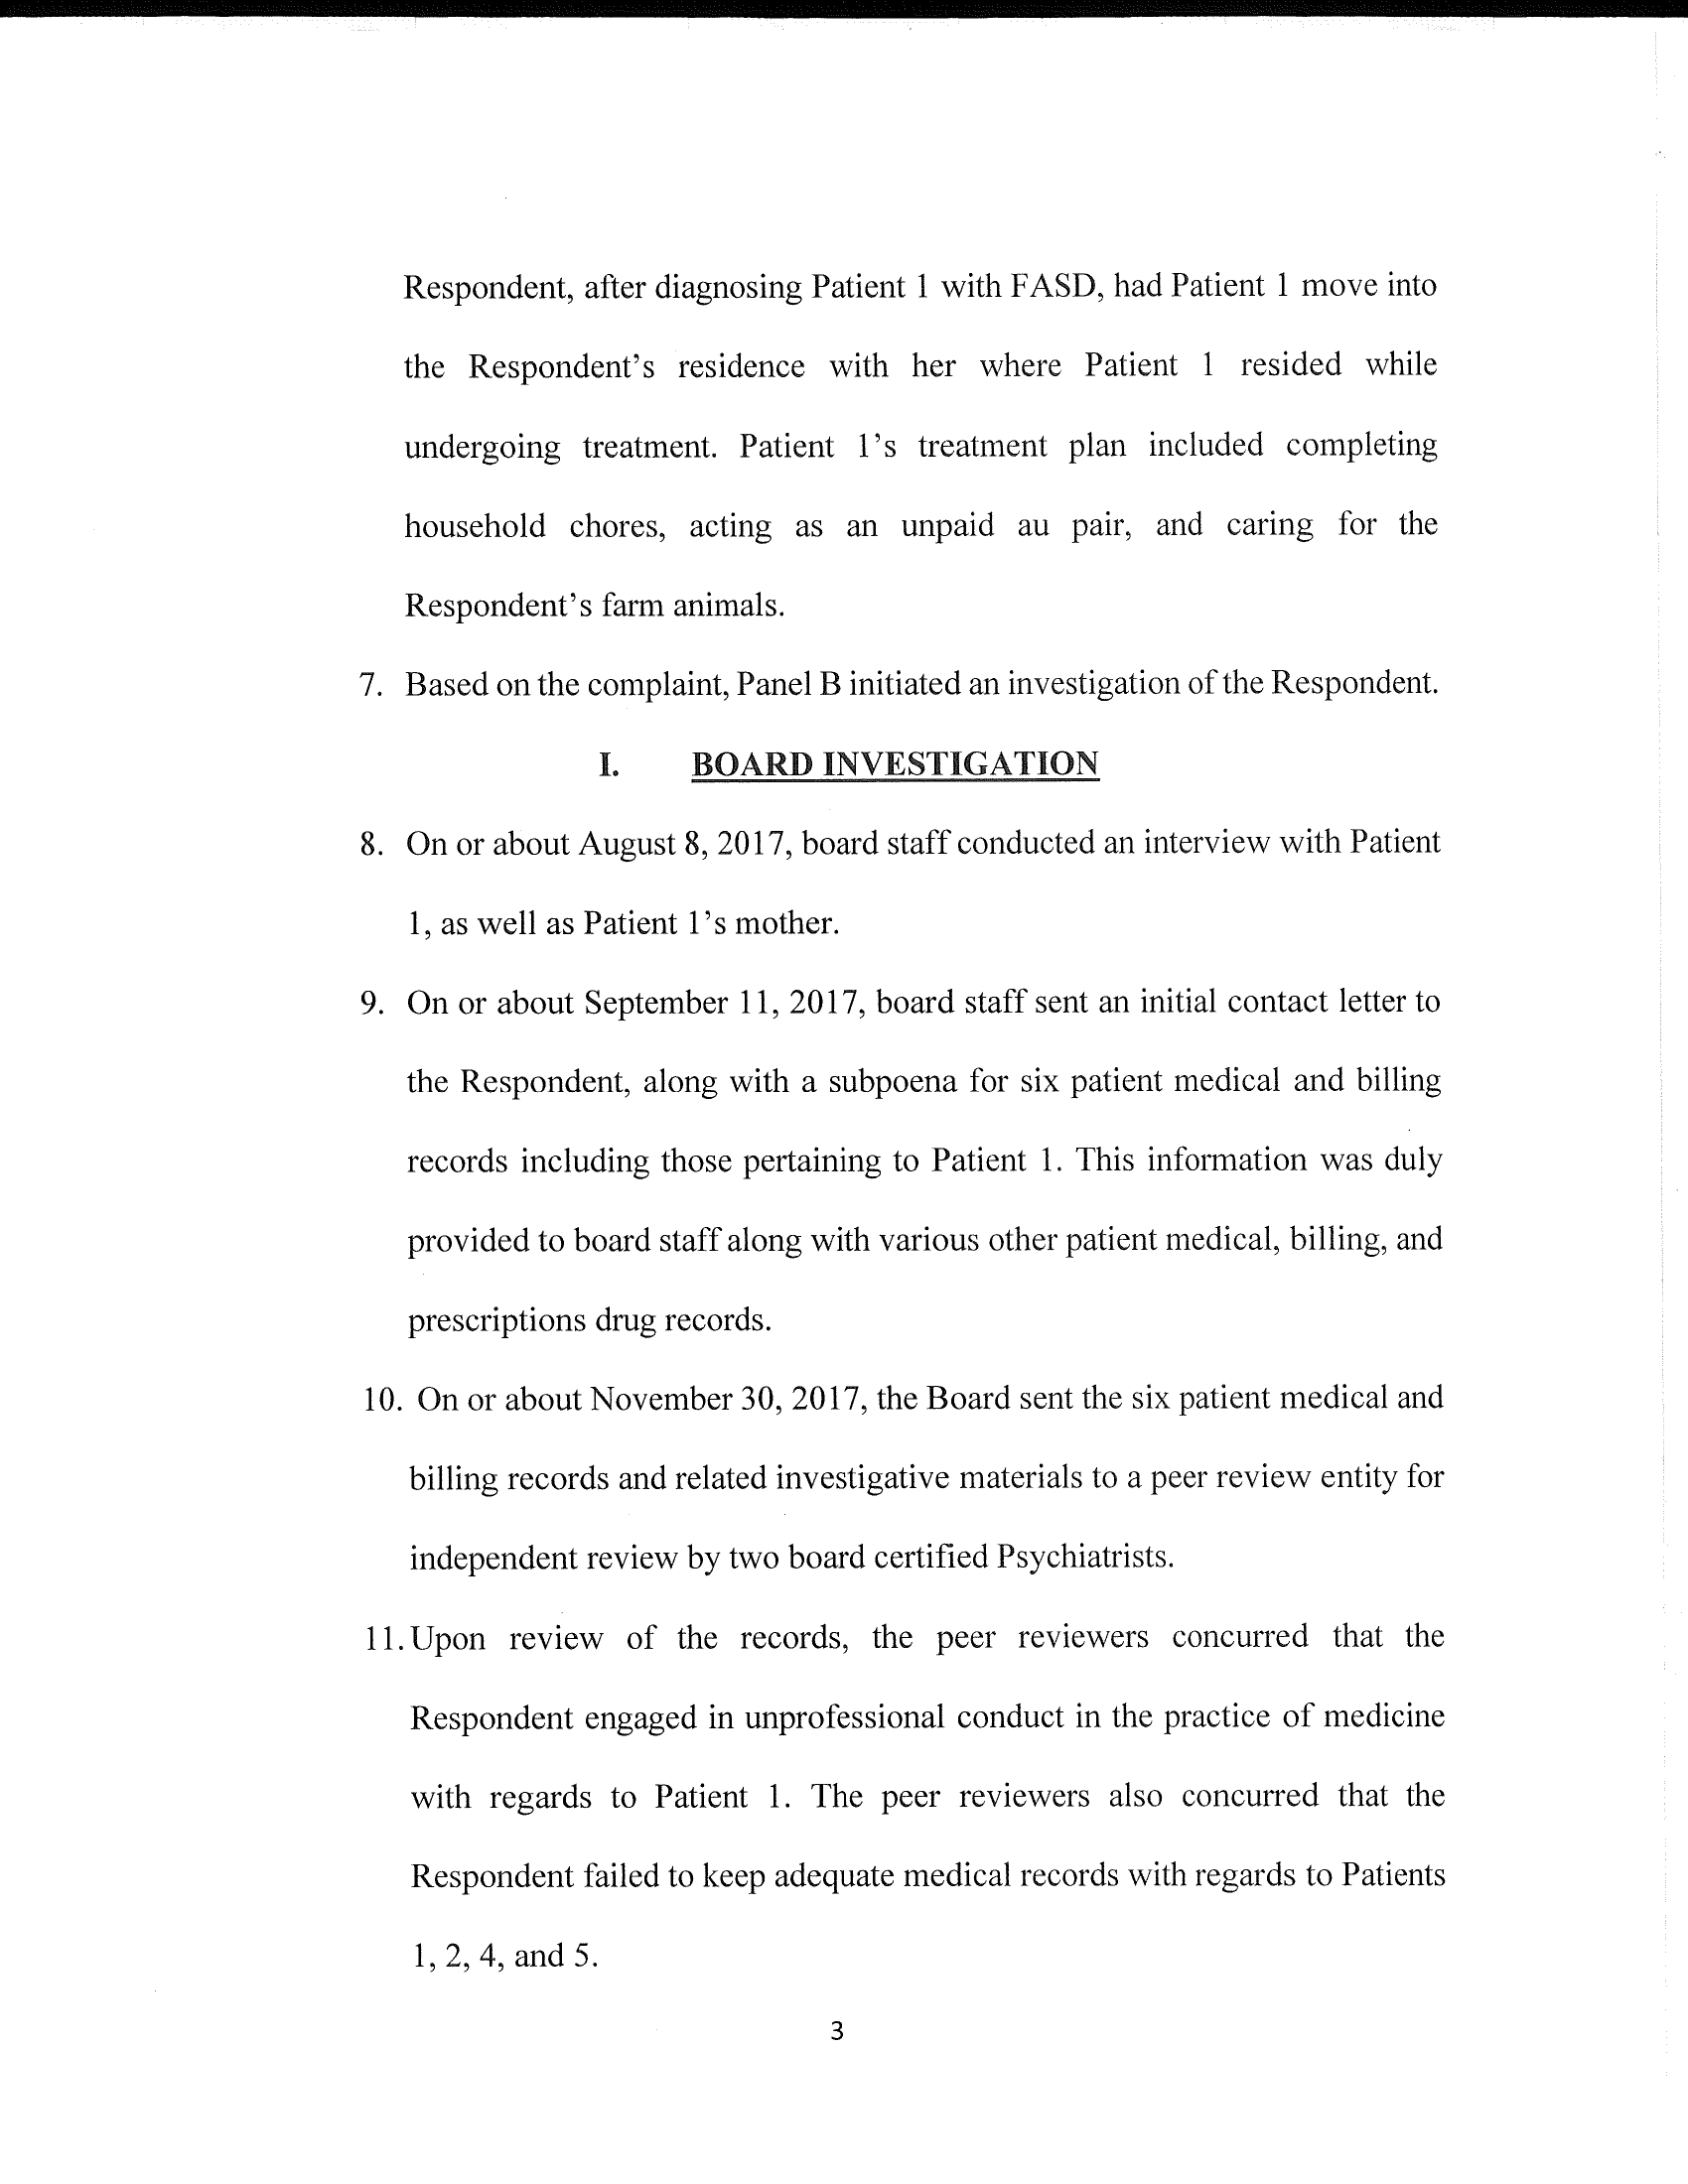 Respondent, after diagnosing Patient 1 with FASD, had Patient 1 move into
the Respondent's residence with her where Patient 1 resided while
undergoing treatment. Patient 1's treatment plan included completing
household chores, acting as an unpaid au pair, and caring for the
Respondent's farm animals.
7. Based on the complaint, Panel B initiated an investigation of the Respondent.
I. BOARD INVESTIGATION
8. On or about August 8, 2017, board staff conducted an interview with Patient
1, as well as Patient 1's mother.
9. On or about September 11, 2017, board staff sent an initial contact letter to
the Respondent, along with a subpoena for six patient medical and billing
records including those pertaining to Patient 1. This information was duly
provided to board staff along with various other patient medical, billing, and
prescriptions drug records.
10. On or about November 30, 2017, the Board sent the six patient medical and
billing records and related investigative materials to a peer review entity for
independent review by two board certified Psychiatrists.
11. Upon review of the records, the peer reviewers concurred that the
Respondent engaged in unprofessional conduct in the practice of medicine
with regards to Patient 1. The peer reviewers also concurred that the
Respondent failed to keep adequate medical records with regards to Patients
1, 2, 4, and 5.
3